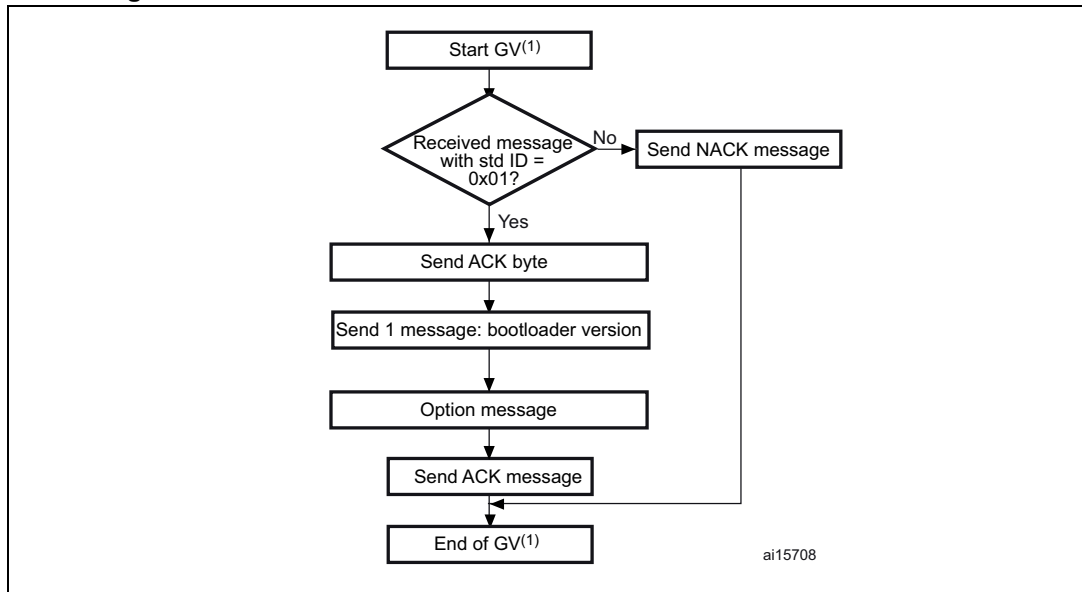 Start GV(1)
Received message
with std ID =
0x01?
No
Send NACK message
Yes
Send ACK byte
Send 1 message: bootloader version
Option message
Send ACK message
End of GV(1)
ai15708